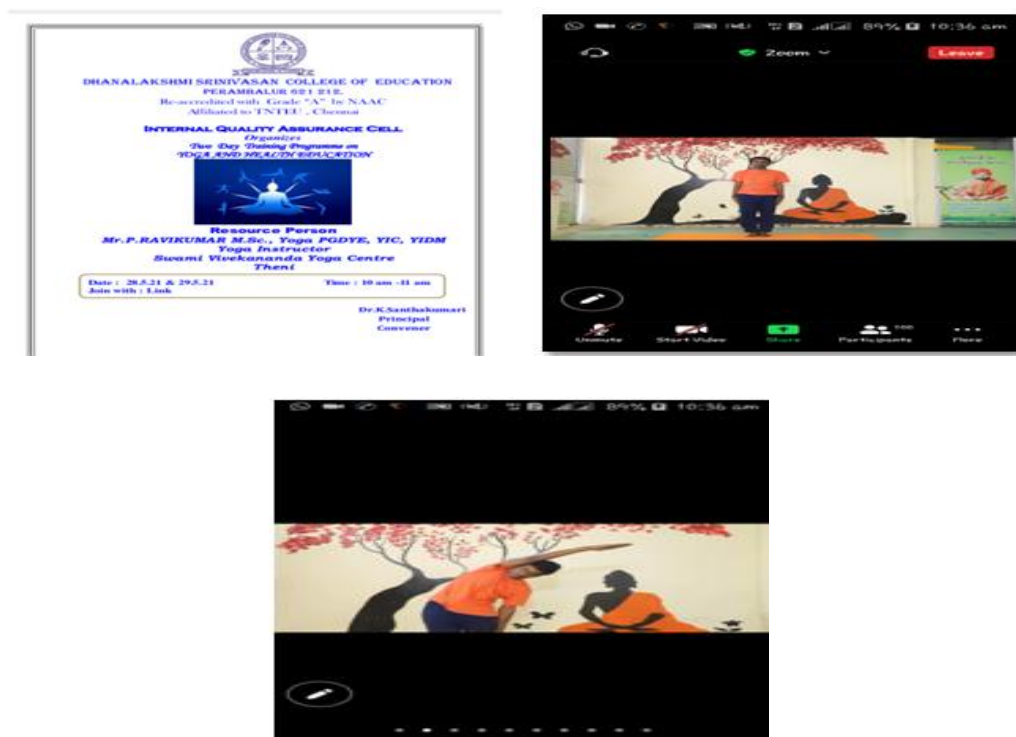 DHANALAKSHMI SRINIVASAN COLLEGE OF EDUCATION
PERAMBALUR 621 212.
Re-accredited with Grade "A" by NAAC
Affiliated to TNTEU , Chennai
INTERNAL QUALITY ASSURANCE CELL
Organizes
Two Day Training Programme on
YOGA AND HEALTH EDUCATION
Resource Person
Mr.P.RAVIKUMAR M.Sc., Yoga PGDYE, YIC, YIDM
Yoga Instructor
Swami Vivekananda Yoga Centre
Theni
Date : 28.5.21 & 29.5.21 Time : 10 am -11 am
Join with : Link
Dr.K.Santhakumari
Principal
Convener
89% 10:36 am
Zoom Leave
Unmute Start Video Share Participants 100 More
89% 10:36 am